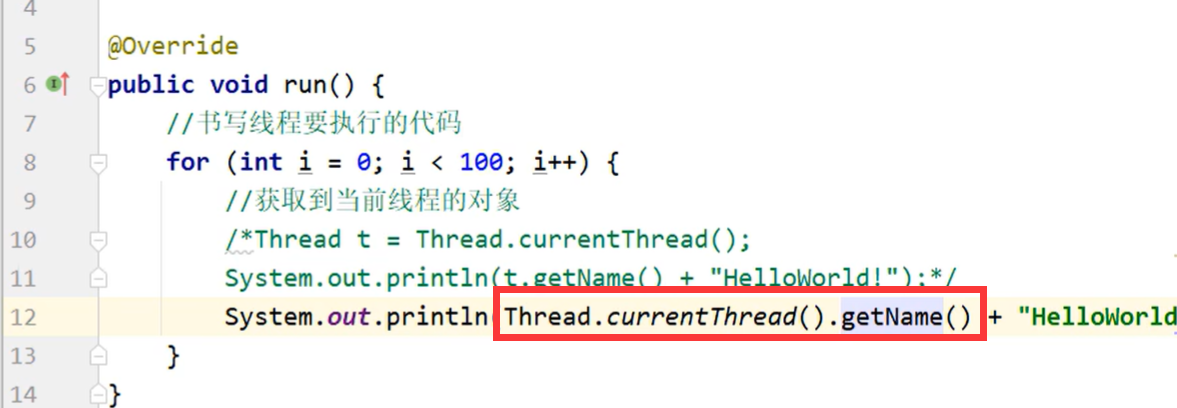 4
5 @Override
6 public void run() {
7 //书写线程要执行的代码
8 for (int i = 0; i < 100; i++) {
9 //获取到当前线程的对象
10 /*Thread t = Thread.currentThread();
11 System.out.println(t.getName() + "HelloWorld!");*/
12 System.out.println(Thread.currentThread().getName() + "HelloWorld
13 }
14 }